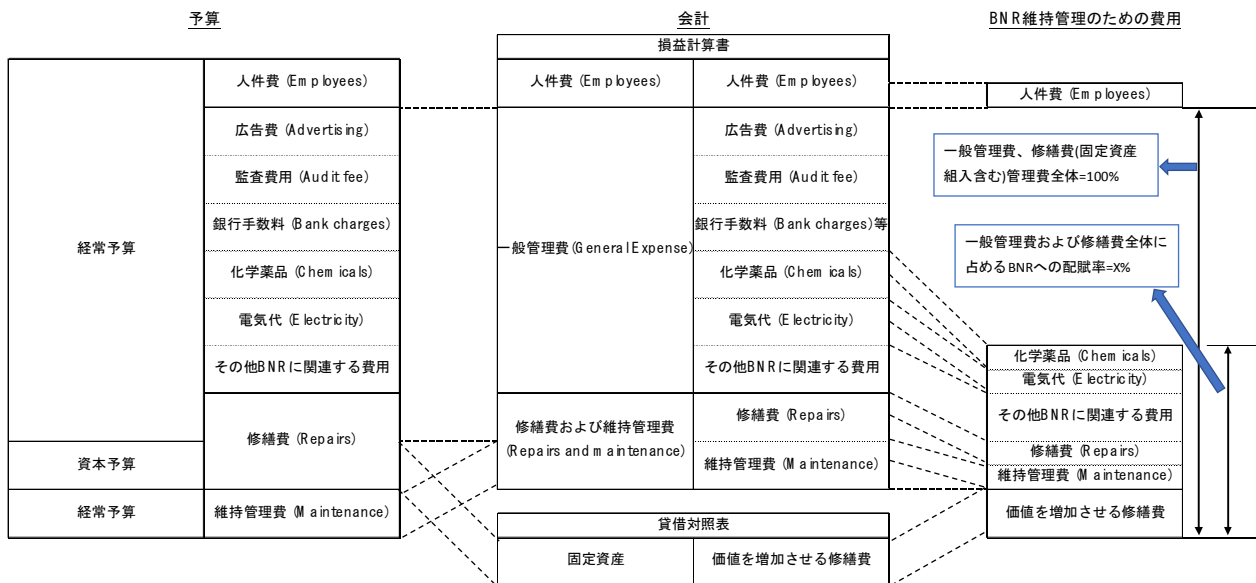 予算
会計
BNR維持管理のための費用
経常予算
資本予算
経常予算
人件費 (Employees)
広告費 (Advertising)
監査費用 (Audit fee)
銀行手数料 (Bank charges)
化学薬品 (Chemicals)
電気代 (Electricity)
その他BNRに関連する費用
修繕費 (Repairs)
維持管理費 (Maintenance)
損益計算書
人件費 (Employees)
一般管理費 (General Expense)
修繕費および維持管理費
(Repairs and maintenance)
人件費 (Employees)
広告費 (Advertising)
監査費用 (Audit fee)
銀行手数料 (Bank charges)等
化学薬品 (Chemicals)
電気代 (Electricity)
その他BNRに関連する費用
修繕費 (Repairs)
維持管理費 (Maintenance)
貸借対照表
固定資産
価値を増加させる修繕費
人件費 (Employees)
一般管理費、修繕費(固定資産
組入含む)管理費全体=100%
一般管理費および修繕費全体に
占めるBNRへの配賦率=X%
化学薬品 (Chemicals)
電気代 (Electricity)
その他BNRに関連する費用
修繕費 (Repairs)
維持管理費 (Maintenance)
価値を増加させる修繕費